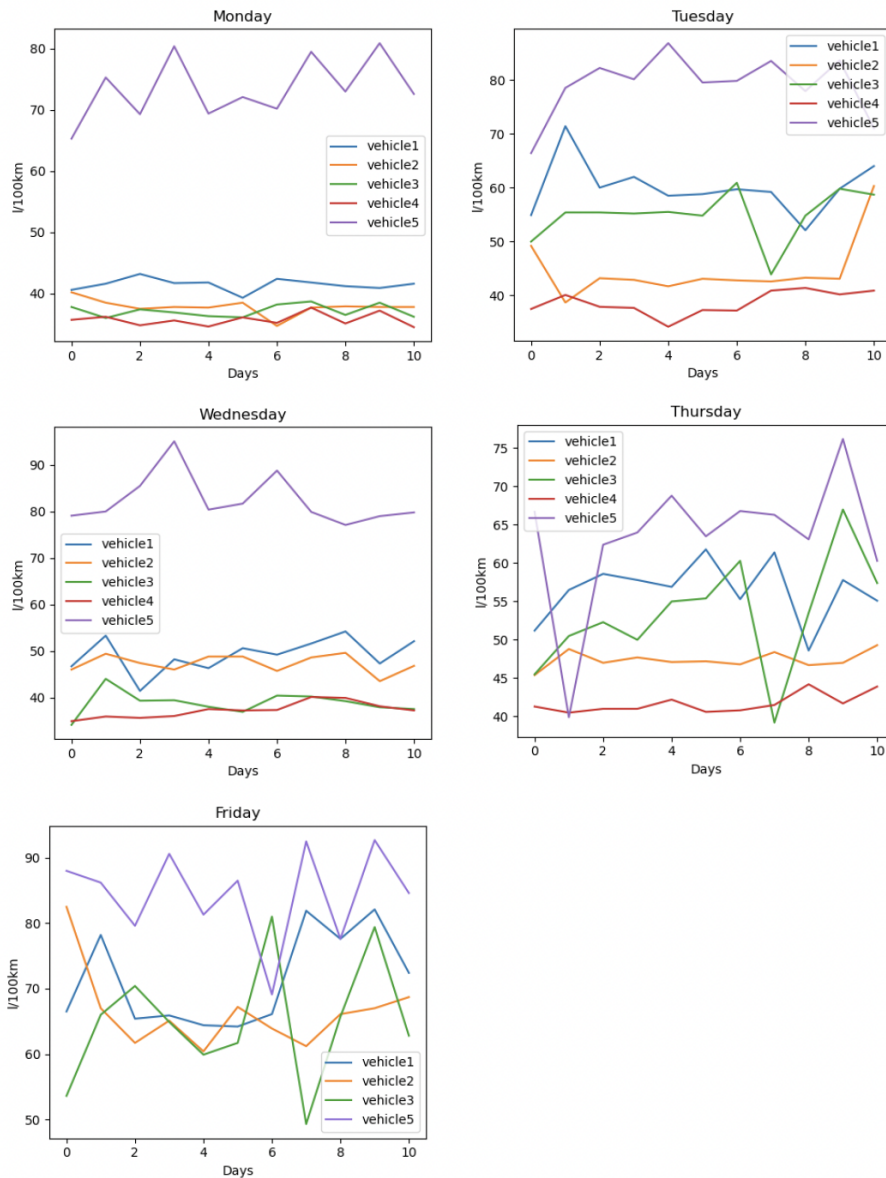 Monday
80
70
60
50
40
l/100km
vehicle1
vehicle2
vehicle3
vehicle4
vehicle5
0 2 4 6 8 10
Days
Tuesday
80
70
60
50
40
l/100km
vehicle1
vehicle2
vehicle3
vehicle4
vehicle5
0 2 4 6 8 10
Days
Wednesday
90
80
70
60
50
40
l/100km
vehicle1
vehicle2
vehicle3
vehicle4
vehicle5
0 2 4 6 8 10
Days
Thursday
75
70
65
60
55
50
45
40
l/100km
vehicle1
vehicle2
vehicle3
vehicle4
vehicle5
0 2 4 6 8 10
Days
Friday
90
80
70
60
50
l/100km
vehicle1
vehicle2
vehicle3
vehicle5
0 2 4 6 8 10
Days